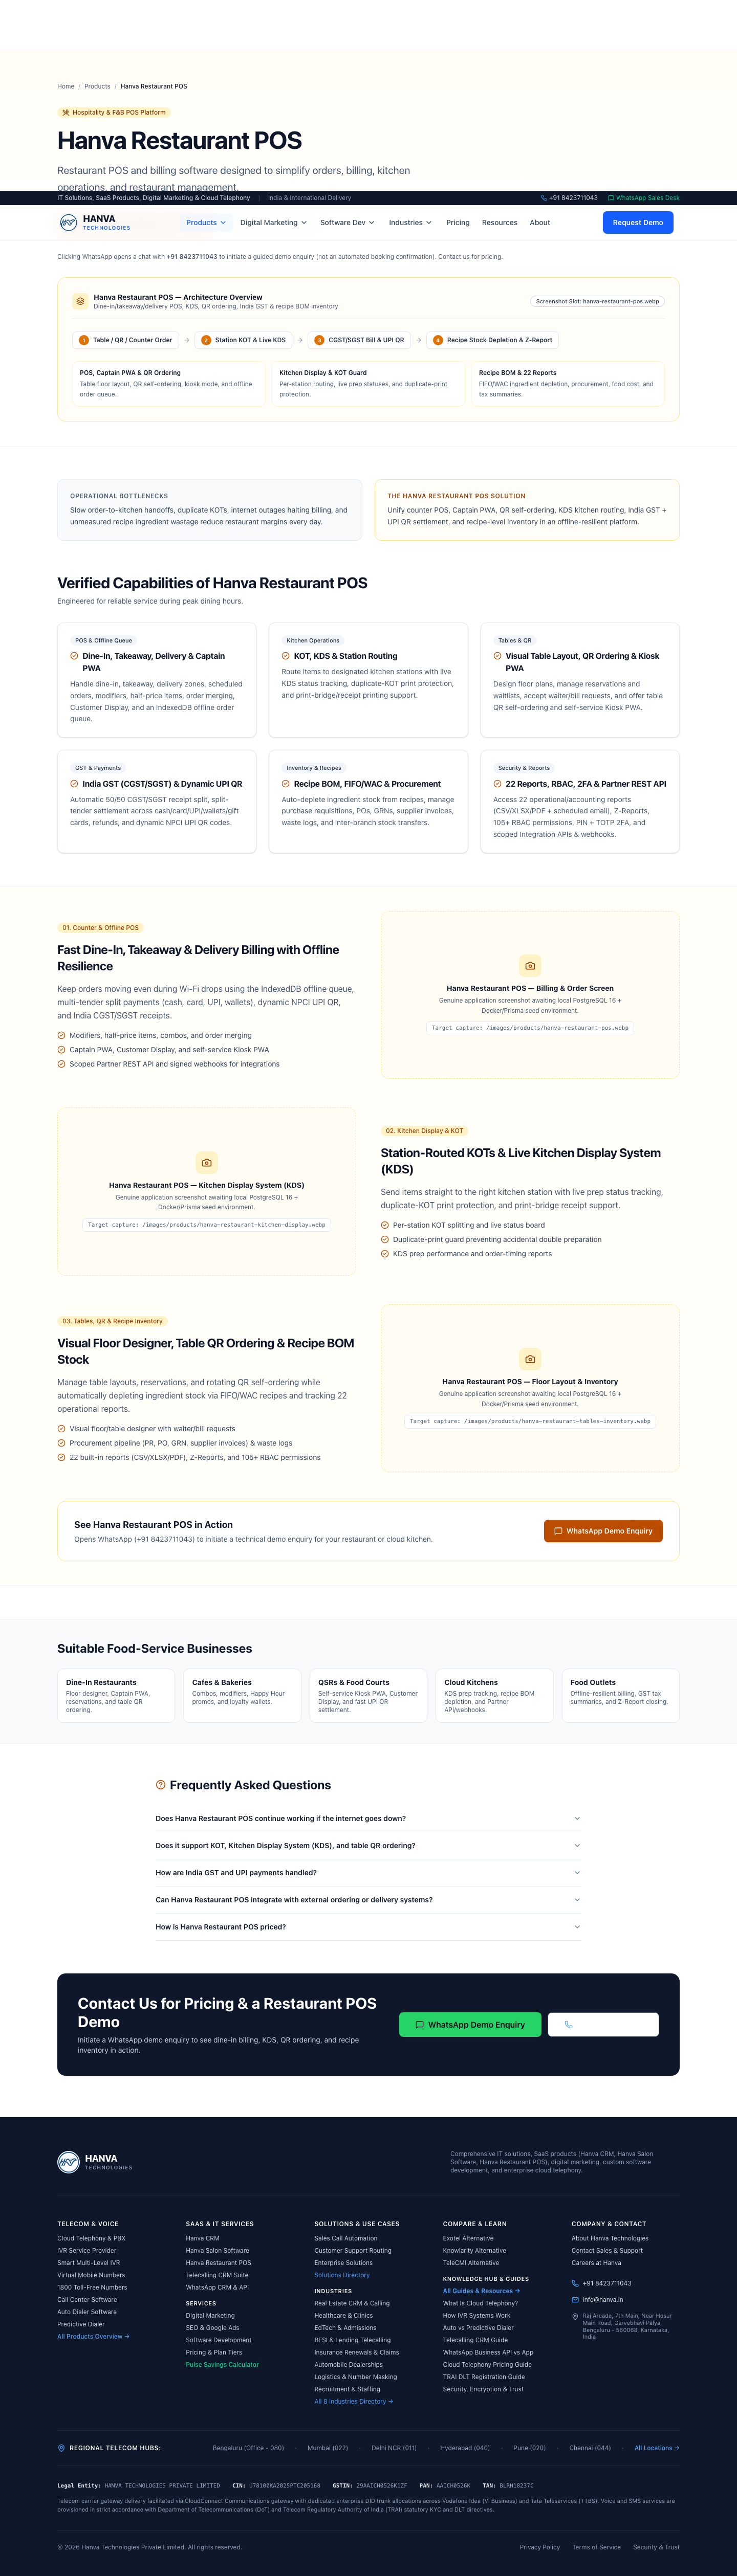 Home / Products / Hanva Restaurant POS
Hospitality & F&B POS Platform
Hanva Restaurant POS
Restaurant POS and billing software designed to simplify orders, billing, kitchen
operations, and restaurant management.
IT Solutions, SaaS Products, Digital Marketing & Cloud Telephony | India & International Delivery
+91 8423711043 WhatsApp Sales Desk
HANVA
TECHNOLOGIES
Products Digital Marketing Software Dev Industries Pricing Resources About
Request Demo
Clicking WhatsApp opens a chat with +91 8423711043 to initiate a guided demo enquiry (not an automated booking confirmation). Contact us for pricing.
Hanva Restaurant POS — Architecture Overview
Dine-in/takeaway/delivery POS, KDS, QR ordering, India GST & recipe BOM inventory
Screenshot Slot: hanva-restaurant-pos.webp
1 Table / QR / Counter Order → 2 Station KOT & Live KDS → 3 CGST/SGST Bill & UPI QR → 4 Recipe Stock Depletion & Z-Report
POS, Captain PWA & QR Ordering
Table floor layout, QR self-ordering, kiosk mode, and offline
order queue.
Kitchen Display & KOT Guard
Per-station routing, live prep statuses, and duplicate-print
protection.
Recipe BOM & 22 Reports
FIFO/WAC ingredient depletion, procurement, food cost, and
tax summaries.
OPERATIONAL BOTTLENECKS
Slow order-to-kitchen handoffs, duplicate KOTs, internet outages halting billing, and
unmeasured recipe ingredient wastage reduce restaurant margins every day.
THE HANVA RESTAURANT POS SOLUTION
Unify counter POS, Captain PWA, QR self-ordering, KDS kitchen routing, India GST +
UPI QR settlement, and recipe-level inventory in an offline-resilient platform.
Verified Capabilities of Hanva Restaurant POS
Engineered for reliable service during peak dining hours.
POS & Offline Queue
Dine-In, Takeaway, Delivery & Captain
PWA
Handle dine-in, takeaway, delivery zones, scheduled
orders, modifiers, half-price items, order merging,
Customer Display, and an IndexedDB offline order
queue.
Kitchen Operations
KOT, KDS & Station Routing
Route items to designated kitchen stations with live
KDS status tracking, duplicate-KOT print protection,
and print-bridge/receipt printing support.
Tables & QR
Visual Table Layout, QR Ordering & Kiosk
PWA
Design floor plans, manage reservations and
waitlists, accept waiter/bill requests, and offer table
QR self-ordering and self-service Kiosk PWA.
GST & Payments
India GST (CGST/SGST) & Dynamic UPI QR
Automatic 50/50 CGST/SGST receipt split, split-
tender settlement across cash/card/UPI/wallets/gift
cards, refunds, and dynamic NPCI UPI QR codes.
Inventory & Recipes
Recipe BOM, FIFO/WAC & Procurement
Auto-deplete ingredient stock from recipes, manage
purchase requisitions, POs, GRNs, supplier invoices,
waste logs, and inter-branch stock transfers.
Security & Reports
22 Reports, RBAC, 2FA & Partner REST API
Access 22 operational/accounting reports
(CSV/XLSX/PDF + scheduled email), Z-Reports,
105+ RBAC permissions, PIN + TOTP 2FA, and
scoped Integration APIs & webhooks.
01. Counter & Offline POS
Fast Dine-In, Takeaway & Delivery Billing with Offline
Resilience
Keep orders moving even during Wi-Fi drops using the IndexedDB offline queue,
multi-tender split payments (cash, card, UPI, wallets), dynamic NPCI UPI QR,
and India CGST/SGST receipts.
Modifiers, half-price items, combos, and order merging
Captain PWA, Customer Display, and self-service Kiosk PWA
Scoped Partner REST API and signed webhooks for integrations
Hanva Restaurant POS — Billing & Order Screen
Genuine application screenshot awaiting local PostgreSQL 16 +
Docker/Prisma seed environment.
Target capture: /images/products/hanva-restaurant-pos.webp
Hanva Restaurant POS — Kitchen Display System (KDS)
Genuine application screenshot awaiting local PostgreSQL 16 +
Docker/Prisma seed environment.
Target capture: /images/products/hanva-restaurant-kitchen-display.webp
02. Kitchen Display & KOT
Station-Routed KOTs & Live Kitchen Display System
(KDS)
Send items straight to the right kitchen station with live prep status tracking,
duplicate-KOT print protection, and print-bridge receipt support.
Per-station KOT splitting and live status board
Duplicate-print guard preventing accidental double preparation
KDS prep performance and order-timing reports
03. Tables, QR & Recipe Inventory
Visual Floor Designer, Table QR Ordering & Recipe BOM
Stock
Manage table layouts, reservations, and rotating QR self-ordering while
automatically depleting ingredient stock via FIFO/WAC recipes and tracking 22
operational reports.
Visual floor/table designer with waiter/bill requests
Procurement pipeline (PR, PO, GRN, supplier invoices) & waste logs
22 built-in reports (CSV/XLSX/PDF), Z-Reports, and 105+ RBAC permissions
Hanva Restaurant POS — Floor Layout & Inventory
Genuine application screenshot awaiting local PostgreSQL 16 +
Docker/Prisma seed environment.
Target capture: /images/products/hanva-restaurant-tables-inventory.webp
See Hanva Restaurant POS in Action
Opens WhatsApp (+91 8423711043) to initiate a technical demo enquiry for your restaurant or cloud kitchen.
WhatsApp Demo Enquiry
Suitable Food-Service Businesses
Dine-In Restaurants
Floor designer, Captain PWA,
reservations, and table QR
ordering.
Cafes & Bakeries
Combos, modifiers, Happy Hour
promos, and loyalty wallets.
QSRs & Food Courts
Self-service Kiosk PWA, Customer
Display, and fast UPI QR
settlement.
Cloud Kitchens
KDS prep tracking, recipe BOM
depletion, and Partner
API/webhooks.
Food Outlets
Offline-resilient billing, GST tax
summaries, and Z-Report closing.
Frequently Asked Questions
Does Hanva Restaurant POS continue working if the internet goes down?
Does it support KOT, Kitchen Display System (KDS), and table QR ordering?
How are India GST and UPI payments handled?
Can Hanva Restaurant POS integrate with external ordering or delivery systems?
How is Hanva Restaurant POS priced?
Contact Us for Pricing & a Restaurant POS
Demo
Initiate a WhatsApp demo enquiry to see dine-in billing, KDS, QR ordering, and recipe
inventory in action.
WhatsApp Demo Enquiry
HANVA
TECHNOLOGIES
Comprehensive IT solutions, SaaS products (Hanva CRM, Hanva Salon
Software, Hanva Restaurant POS), digital marketing, custom software
development, and enterprise cloud telephony.
TELECOM & VOICE
Cloud Telephony & PBX
IVR Service Provider
Smart Multi-Level IVR
Virtual Mobile Numbers
1800 Toll-Free Numbers
Call Center Software
Auto Dialer Software
Predictive Dialer
All Products Overview →
SAAS & IT SERVICES
Hanva CRM
Hanva Salon Software
Hanva Restaurant POS
Telecalling CRM Suite
WhatsApp CRM & API
SERVICES
Digital Marketing
SEO & Google Ads
Software Development
Pricing & Plan Tiers
Pulse Savings Calculator
SOLUTIONS & USE CASES
Sales Call Automation
Customer Support Routing
Enterprise Solutions
Solutions Directory
INDUSTRIES
Real Estate CRM & Calling
Healthcare & Clinics
EdTech & Admissions
BFSI & Lending Telecalling
Insurance Renewals & Claims
Automobile Dealerships
Logistics & Number Masking
Recruitment & Staffing
All 8 Industries Directory →
COMPARE & LEARN
Exotel Alternative
Knowlarity Alternative
TeleCMI Alternative
KNOWLEDGE HUB & GUIDES
All Guides & Resources →
What Is Cloud Telephony?
How IVR Systems Work
Auto vs Predictive Dialer
Telecalling CRM Guide
WhatsApp Business API vs App
Cloud Telephony Pricing Guide
TRAI DLT Registration Guide
Security, Encryption & Trust
COMPANY & CONTACT
About Hanva Technologies
Contact Sales & Support
Careers at Hanva
+91 8423711043
info@hanva.in
Raj Arcade, 7th Main, Near Hosur
Main Road, Garvebhavi Palya,
Bengaluru - 560068, Karnataka,
India
REGIONAL TELECOM HUBS: Bengaluru (Office • 080) · Mumbai (022) · Delhi NCR (011) · Hyderabad (040) · Pune (020) · Chennai (044) · All Locations →
Legal Entity: HANVA TECHNOLOGIES PRIVATE LIMITED CIN: U78100KA2025PTC205168 GSTIN: 29AAICH0526K1ZF PAN: AAICH0526K TAN: BLRH18237C
Telecom carrier gateway delivery facilitated via CloudConnect Communications gateway with dedicated enterprise DID trunk allocations across Vodafone Idea (Vi Business) and Tata Teleservices (TTBS). Voice and SMS services are
provisioned in strict accordance with Department of Telecommunications (DoT) and Telecom Regulatory Authority of India (TRAI) statutory KYC and DLT directives.
© 2026 Hanva Technologies Private Limited. All rights reserved.
Privacy Policy Terms of Service Security & Trust